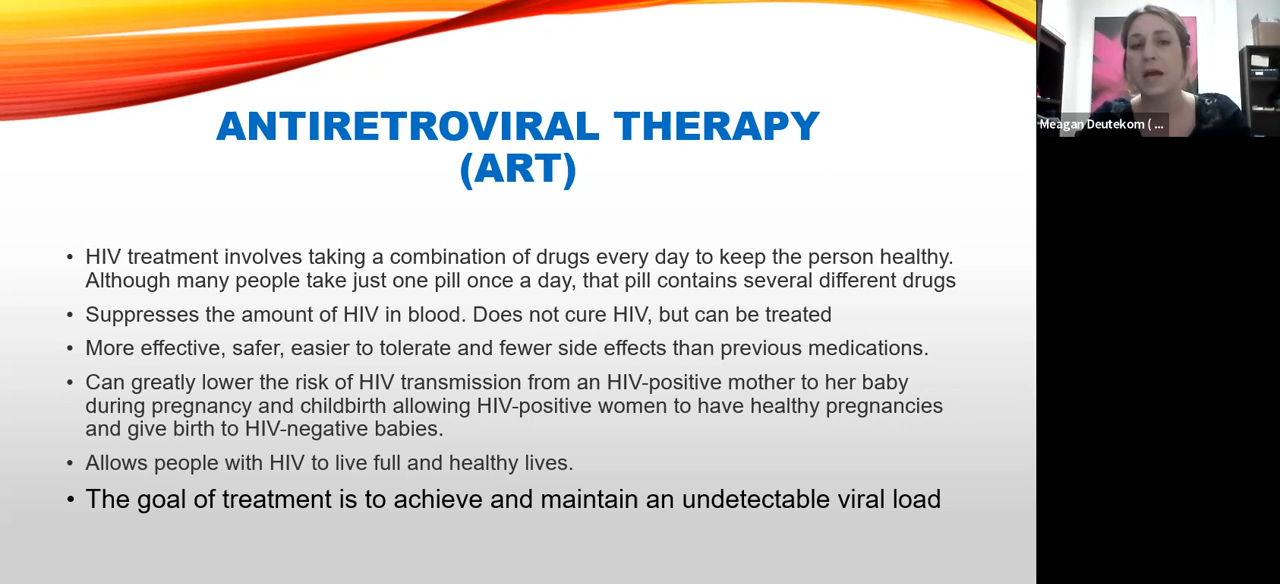 ANTIRETROVIRAL THERAPY
(ART)
• HIV treatment involves taking a combination of drugs every day to keep the person healthy.
Although many people take just one pill once a day, that pill contains several different drugs
• Suppresses the amount of HIV in blood. Does not cure HIV, but can be treated
• More effective, safer, easier to tolerate and fewer side effects than previous medications.
• Can greatly lower the risk of HIV transmission from an HIV-positive mother to her baby
during pregnancy and childbirth allowing HIV-positive women to have healthy pregnancies
and give birth to HIV-negative babies.
• Allows people with HIV to live full and healthy lives.
• The goal of treatment is to achieve and maintain an undetectable viral load
Meagan Deutekom ( ...